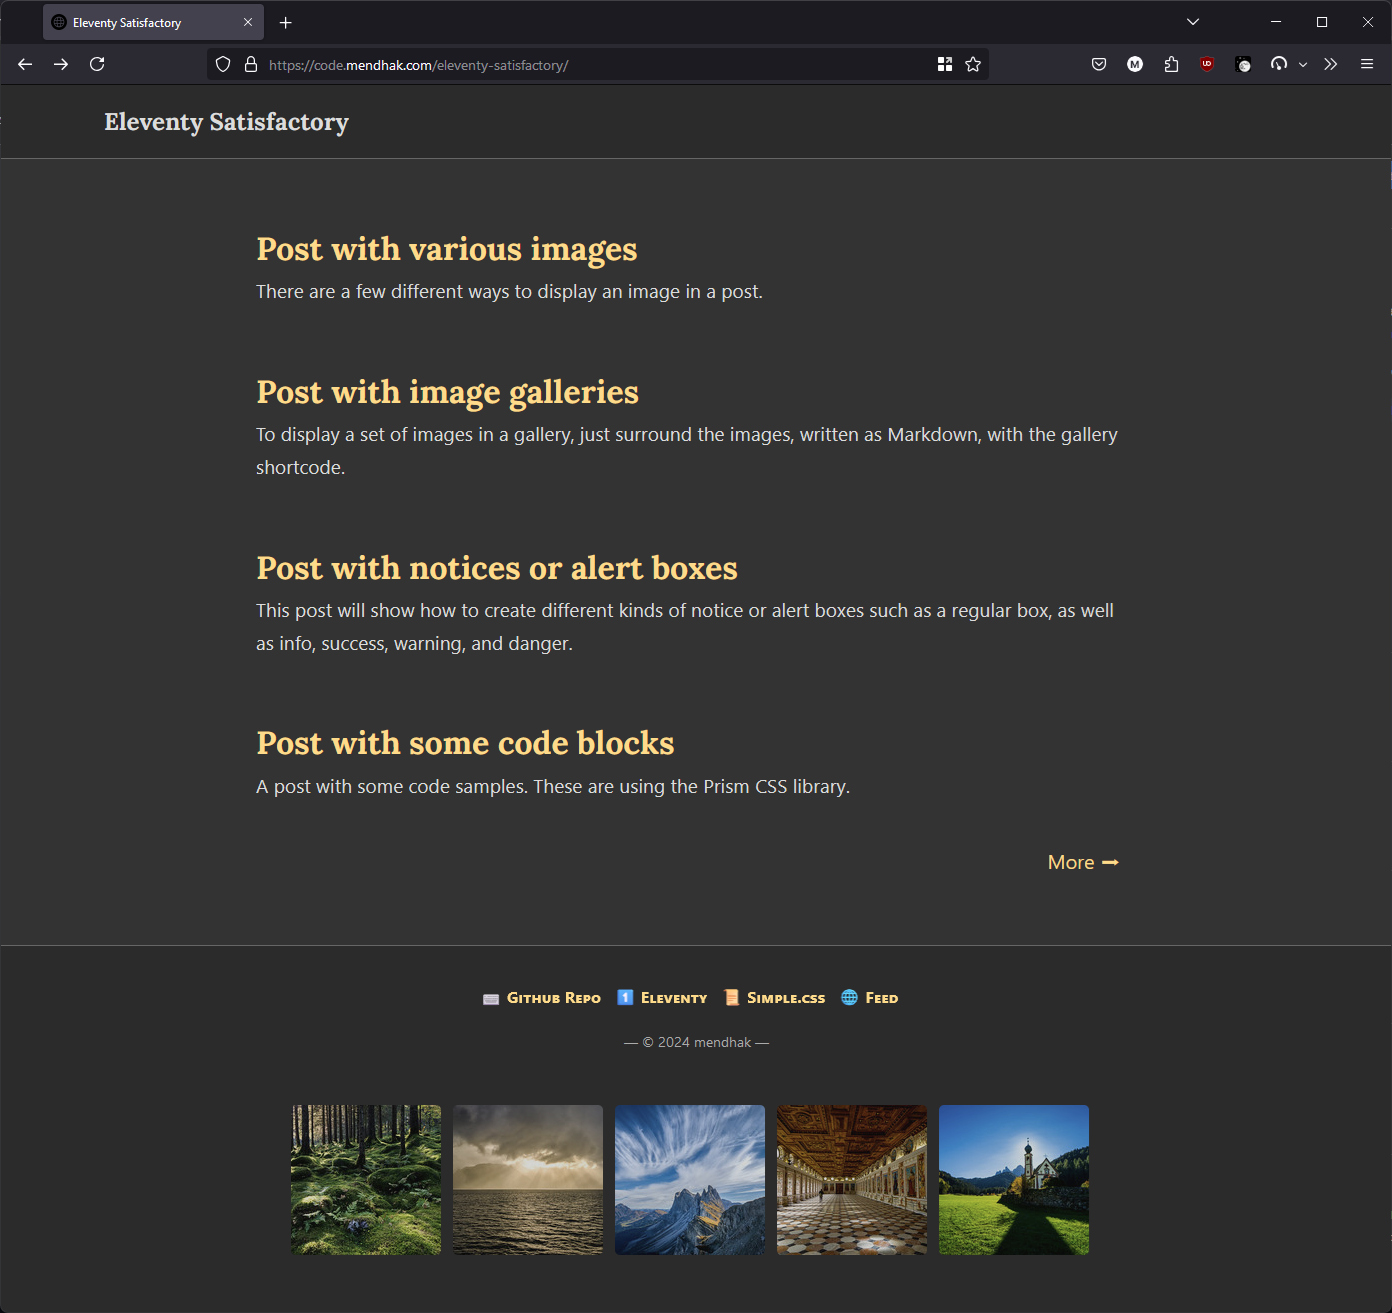 Eleventy Satisfactory
https://code.mendhak.com/eleventy-satisfactory/
M
UO
Eleventy Satisfactory
Post with various images
There are a few different ways to display an image in a post.
Post with image galleries
To display a set of images in a gallery, just surround the images, written as Markdown, with the gallery
shortcode.
Post with notices or alert boxes
This post will show how to create different kinds of notice or alert boxes such as a regular box, as well
as info, success, warning, and danger.
Post with some code blocks
A post with some code samples. These are using the Prism CSS library.
More ➞
Github Repo 1 Eleventy Simple.css Feed
— © 2024 mendhak —